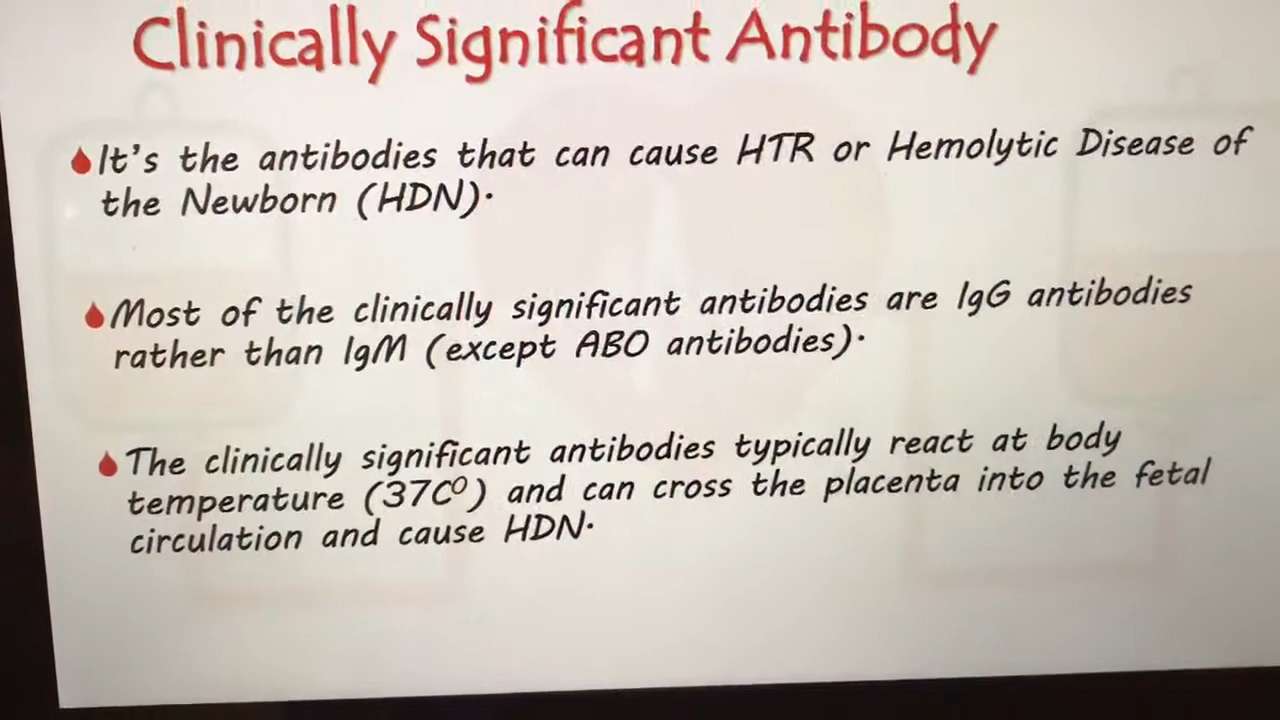 Clinically Significant Antibody
It's the antibodies that can cause HTR or Hemolytic Disease of
the Newborn (HDN).
Most of the clinically significant antibodies are IgG antibodies
rather than IgM (except ABO antibodies).
The clinically significant antibodies typically react at body
temperature (37C⁰) and can cross the placenta into the fetal
circulation and cause HDN.